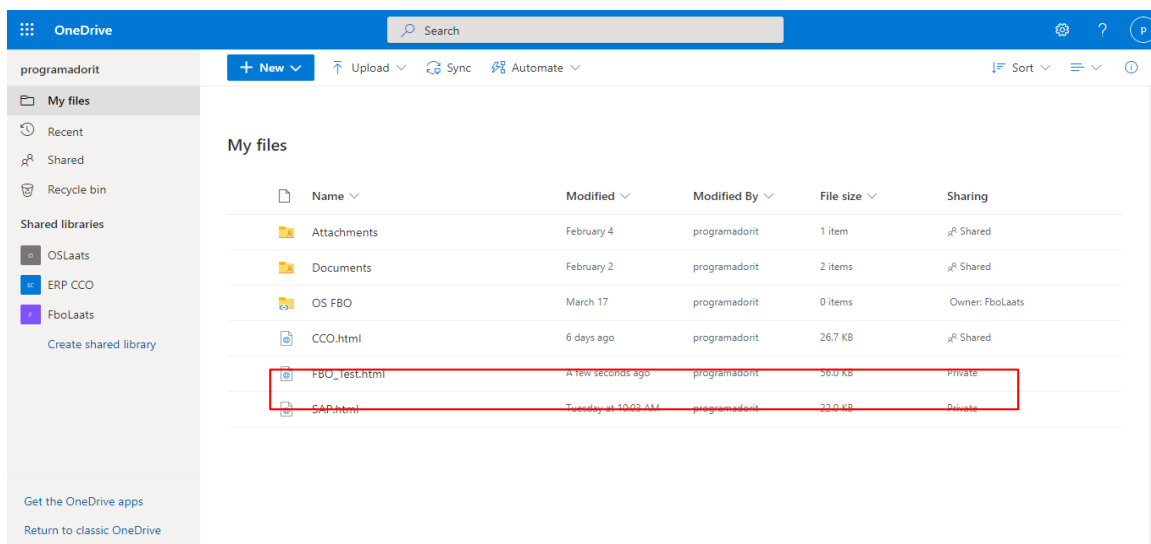 OneDrive
Search
?
P
programadorit
My files
Recent
Shared
Recycle bin
Shared libraries
O OSLaats
EC ERP CCO
F FboLaats
Create shared library
Get the OneDrive apps
Return to classic OneDrive
+ New Upload Sync Automate Sort
My files
Name Modified Modified By File size Sharing
Attachments February 4 programadorit 1 item Shared
Documents February 2 programadorit 2 items Shared
OS FBO March 17 programadorit 0 items Owner: FboLaats
CCO.html 6 days ago programadorit 26.7 KB Shared
FBO_Test.html A few seconds ago programadorit 56.0 KB Private
SAP.html Tuesday at 10:03 AM programadorit 22.0 KB Private